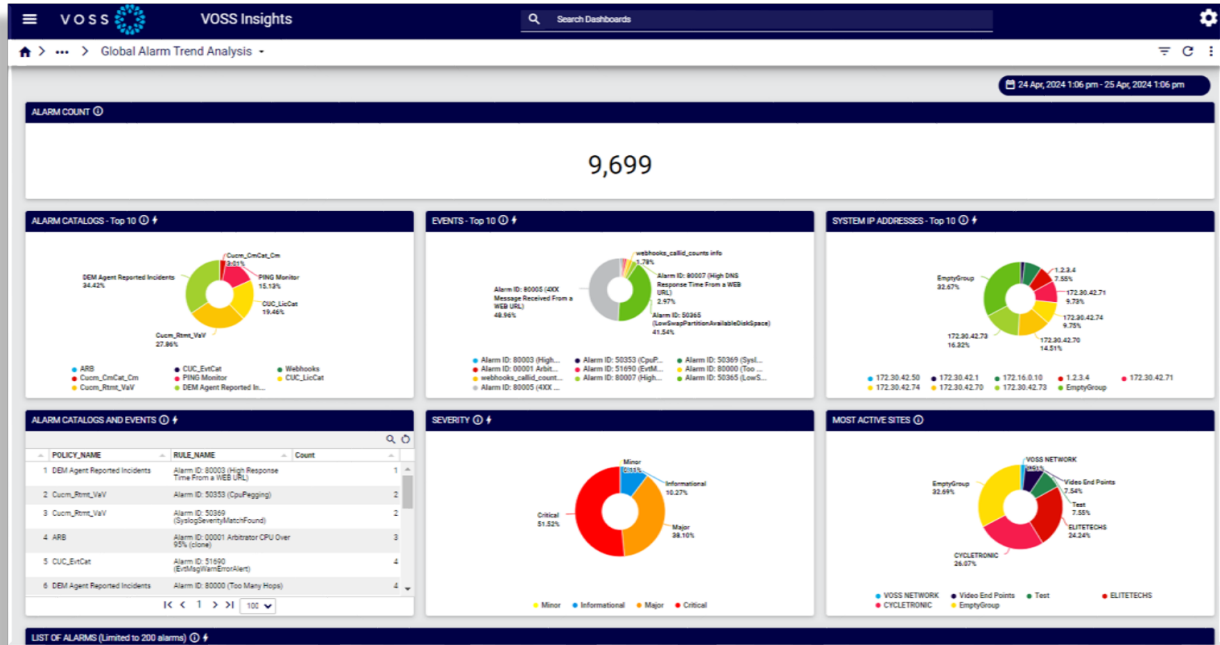 VOSS
VOSS Insights
Search Dashboards
Global Alarm Trend Analysis
24 Apr, 2024 1:06 pm - 25 Apr, 2024 1:06 pm
ALARM COUNT
9,699
ALARM CATALOGS - Top 10
Cucm_CmCat_Cm
3.01%
DEM Agent Reported Incidents
34.42%
PING Monitor
15.13%
CUC_LicCat
19.46%
Cucm_Rtmt_VaV
27.86%
ARB
CUC_EvtCat
Webhooks
Cucm_CmCat_Cm
PING Monitor
CUC_LicCat
Cucm_Rtmt_VaV
DEM Agent Reported In...
EVENTS - Top 10
webhooks_callid_counts info
1.78%
Alarm ID: 80007 (High DNS
Response Time From a WEB
URL)
2.97%
Alarm ID: 80005 (4XX
Message Received From a
WEB URL)
48.96%
Alarm ID: 50365
(LowSwapPartitionAvailableDiskSpace)
41.54%
Alarm ID: 80003 (High...
Alarm ID: 50353 (CpuP...
Alarm ID: 50369 (Sysl...
Alarm ID: 00001 Arbit...
Alarm ID: 51690 (EvtM...
Alarm ID: 80000 (Too ...
webhooks_callid_count...
Alarm ID: 80007 (High...
Alarm ID: 50365 (LowS...
Alarm ID: 80005 (4XX ...
SYSTEM IP ADDRESSES - Top 10
1.2.3.4
7.55%
EmptyGroup
32.67%
172.30.42.71
9.73%
172.30.42.74
9.75%
172.30.42.73
16.32%
172.30.42.70
14.51%
172.30.42.50
172.30.42.1
172.16.0.10
1.2.3.4
172.30.42.71
172.30.42.74
172.30.42.70
172.30.42.73
EmptyGroup
ALARM CATALOGS AND EVENTS
POLICY_NAME RULE_NAME Count
1 DEM Agent Reported Incidents Alarm ID: 80003 (High Response 1
Time From a WEB URL)
2 Cucm_Rtmt_VaV Alarm ID: 50353 (CpuPegging) 2
3 Cucm_Rtmt_VaV Alarm ID: 50369 2
(SyslogSeverityMatchFound)
4 ARB Alarm ID: 00001 Arbitrator CPU Over 3
95% (clone)
5 CUC_EvtCat Alarm ID: 51690 4
(EvtMsgWarnErrorAlert)
6 DEM Agent Reported Incidents Alarm ID: 80000 (Too Many Hops) 4
1
100
SEVERITY
Minor
Informational
10.27%
Critical
51.52%
Major
38.10%
Minor
Informational
Major
Critical
MOST ACTIVE SITES
VOSS NETWORK
Video End Points
7.54%
EmptyGroup
32.69%
Test
7.55%
ELITETECHS
24.24%
CYCLETRONIC
26.07%
VOSS NETWORK
Video End Points
Test
ELITETECHS
CYCLETRONIC
EmptyGroup
LIST OF ALARMS (Limited to 200 alarms)